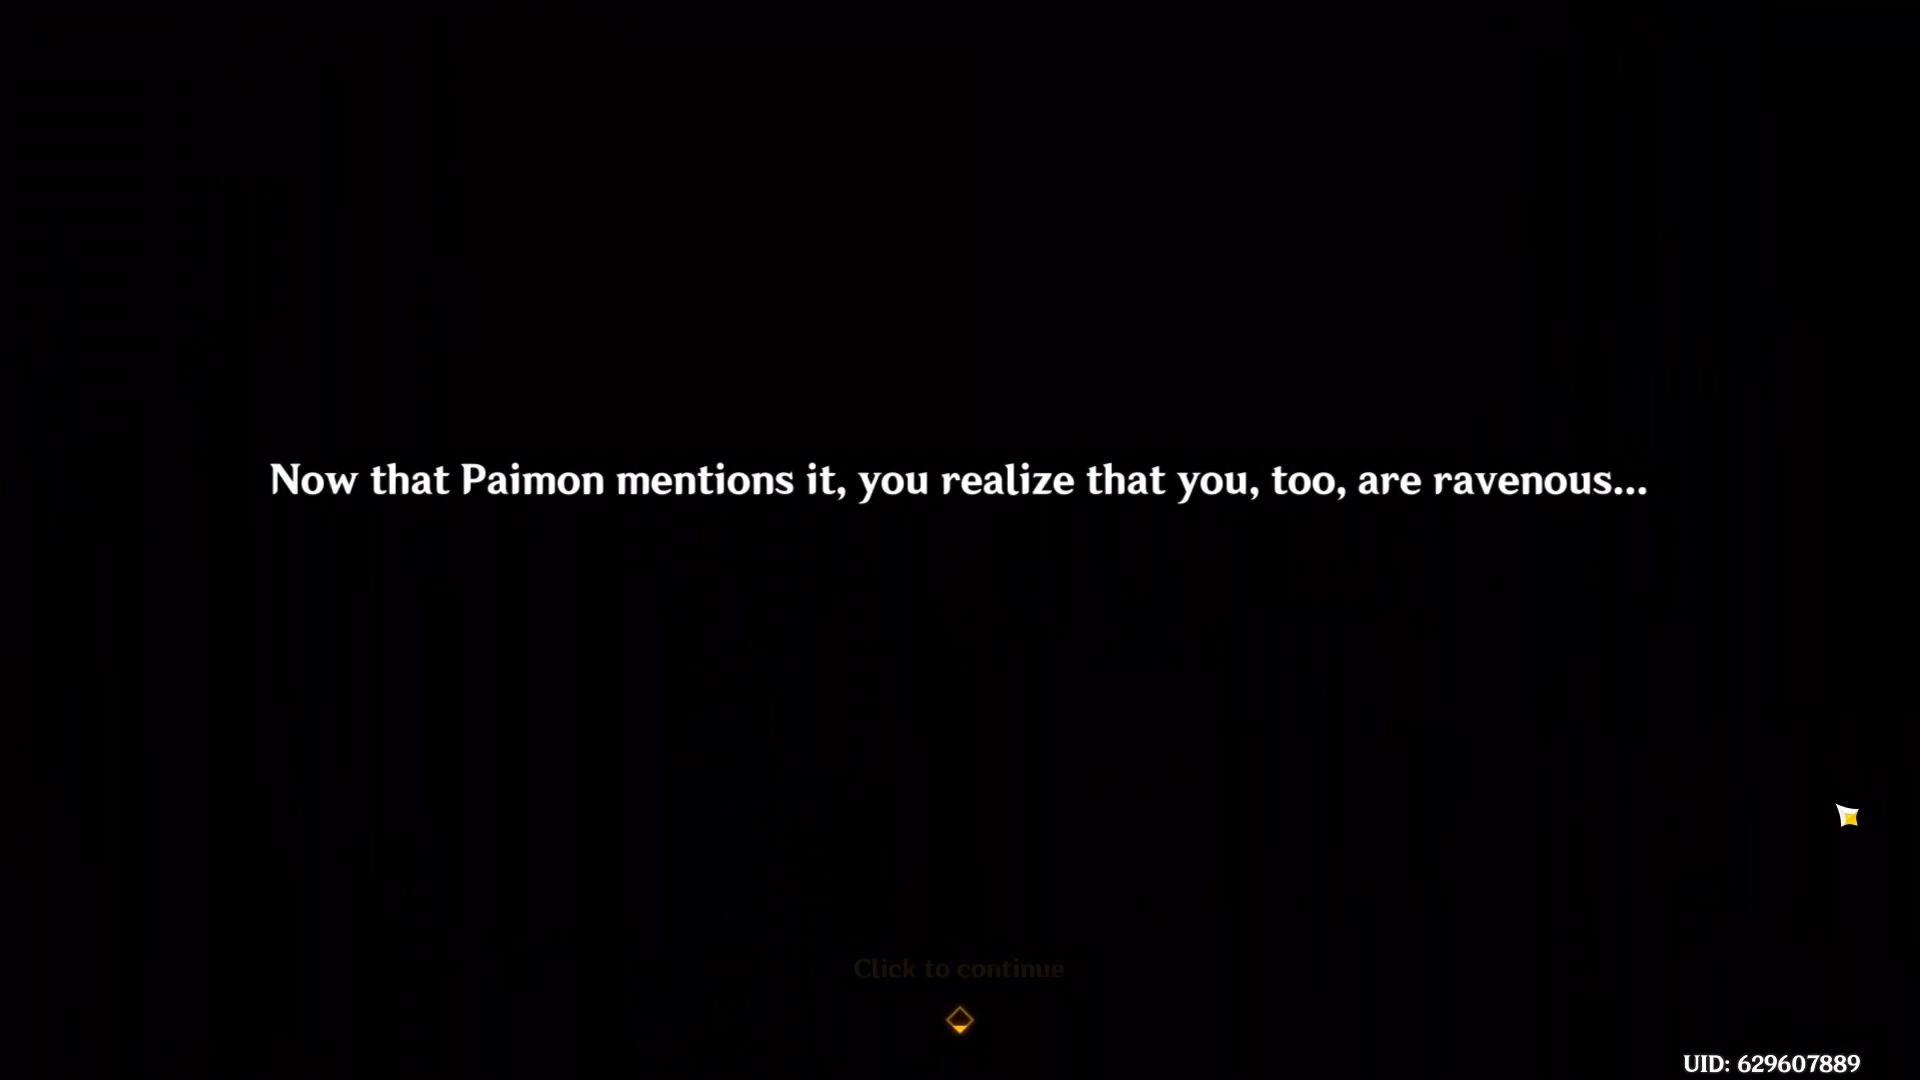 Now that Paimon mentions it, you realize that you, too, are ravenous...
Click to continue
UID: 629607889